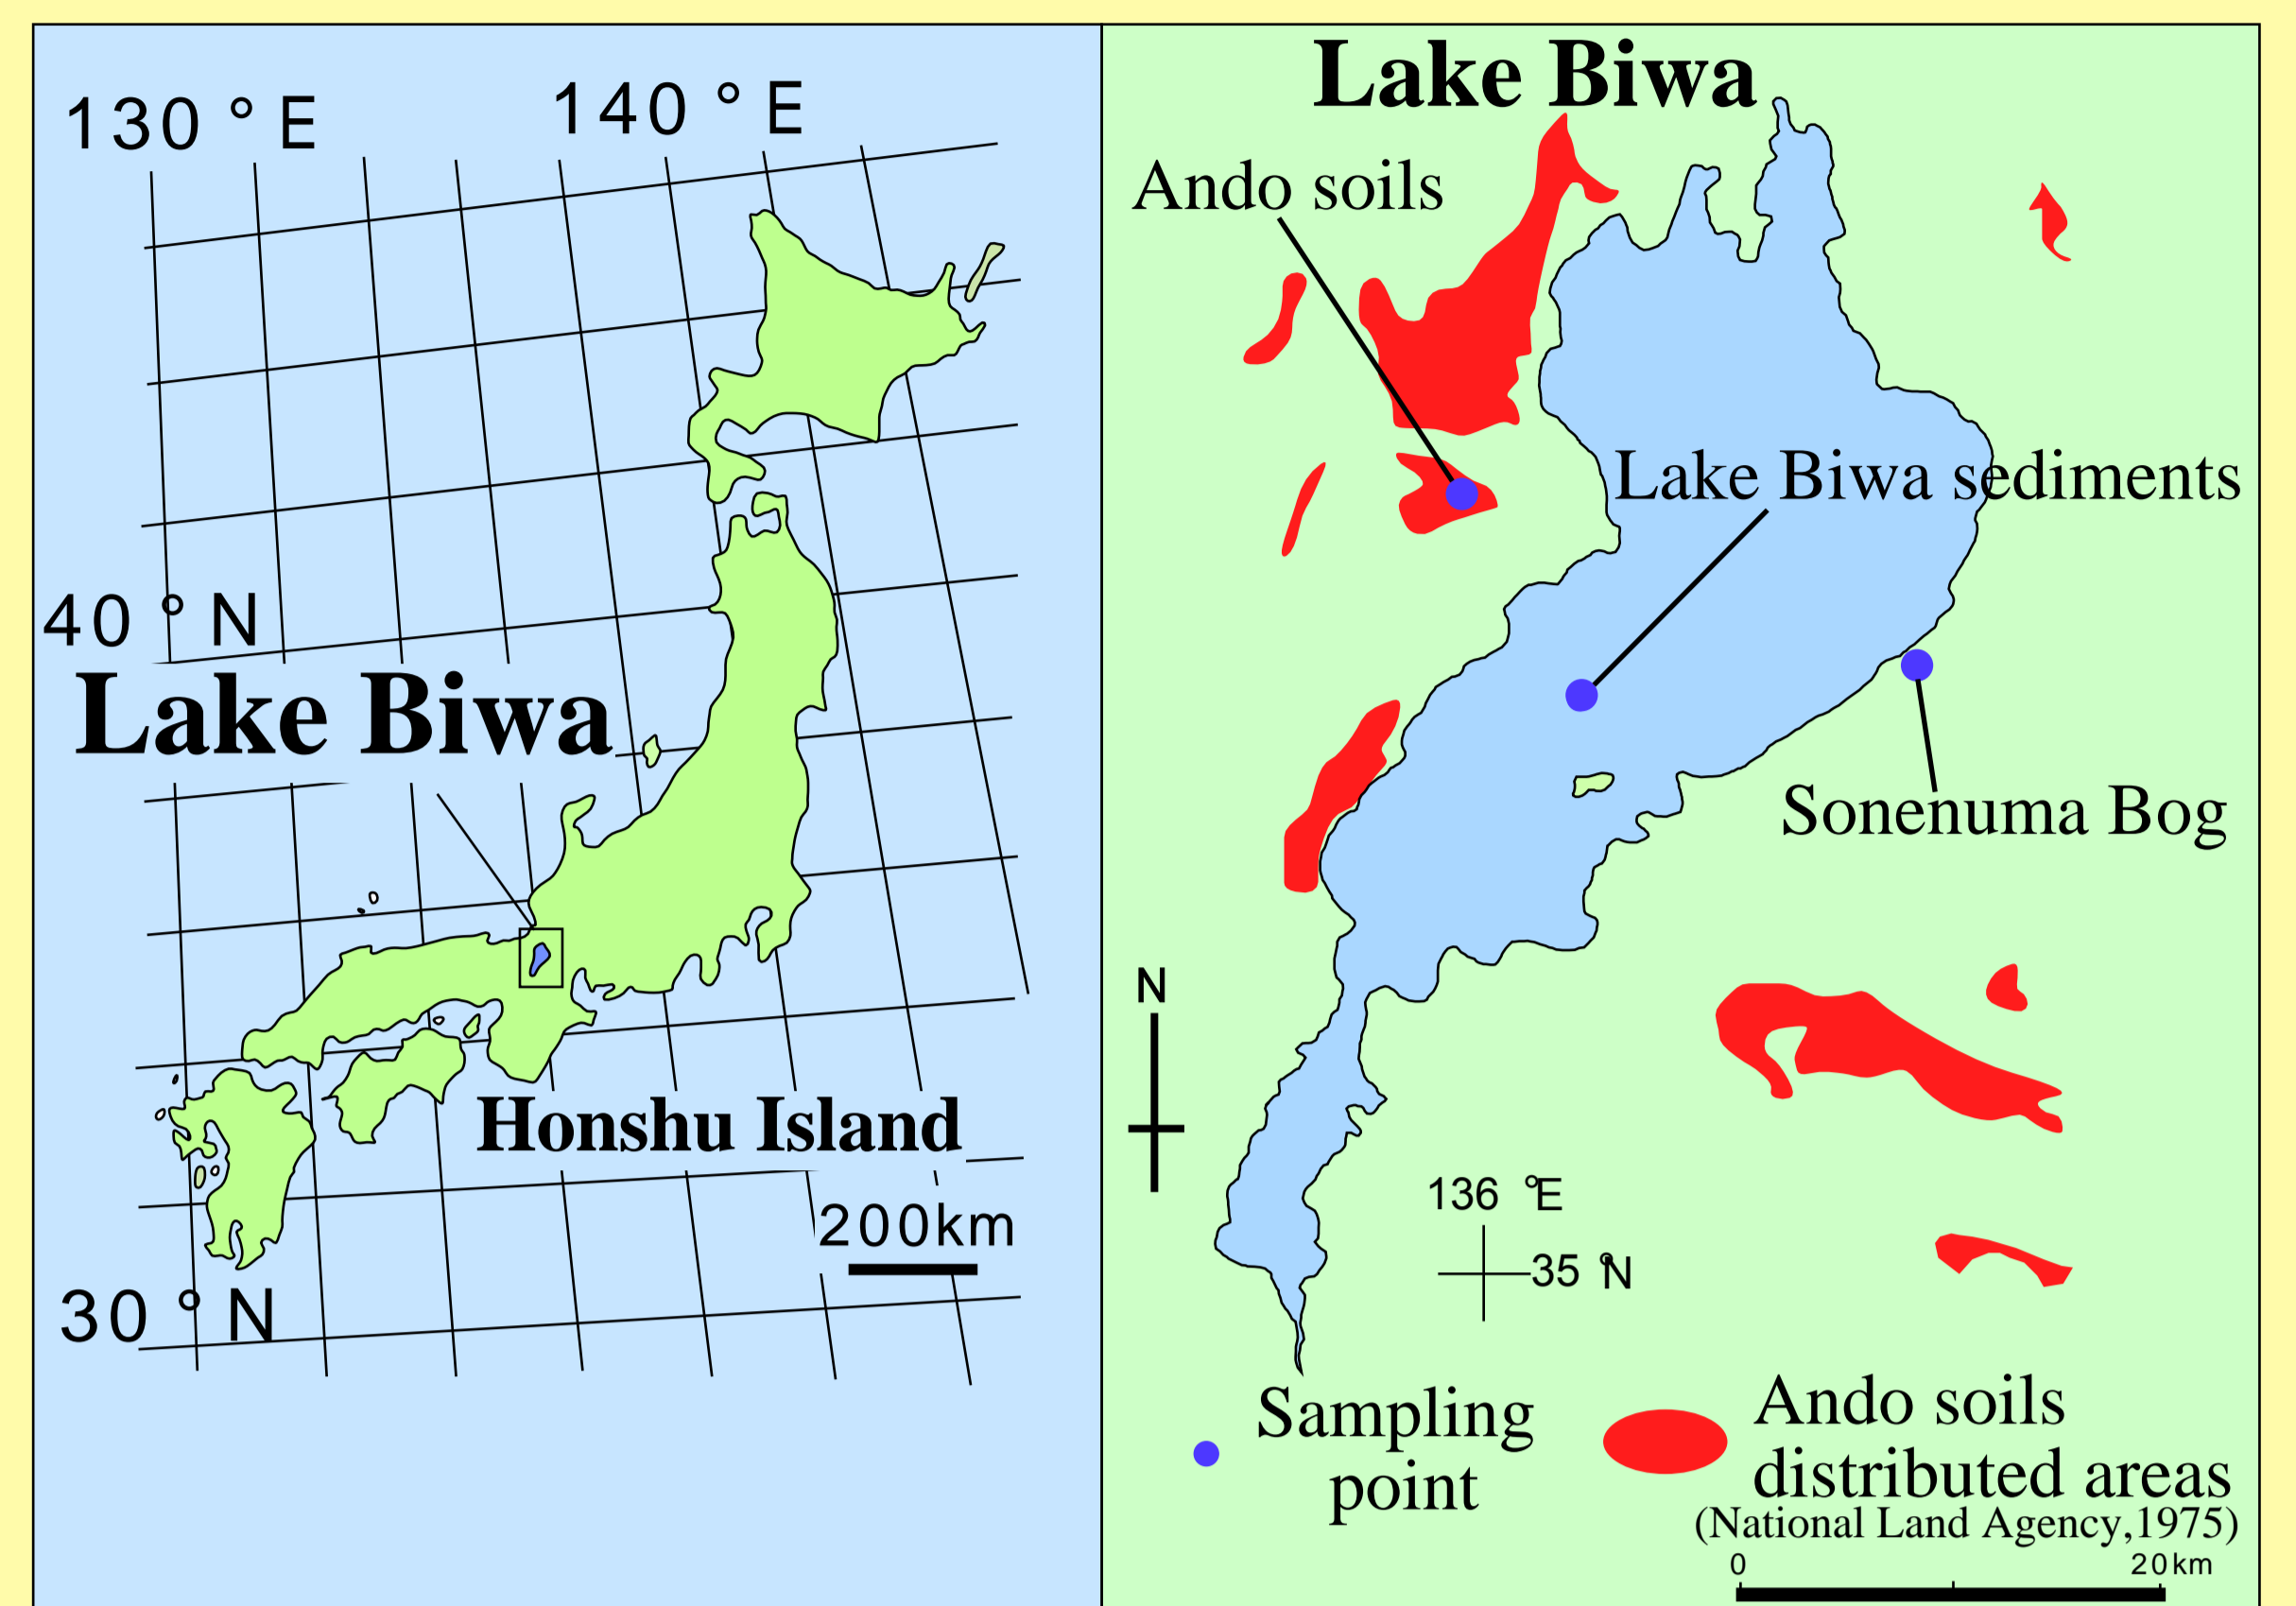 130°E
140°E
40°N
Lake Biwa
Honshu Island
200km
30°N
Lake Biwa
Ando soils
Lake Biwa sediments
Sonenuma Bog
N
136 °E
35 °N
Sampling
point
Ando soils
distributed areas
(National Land Agency,1975)
0 20km